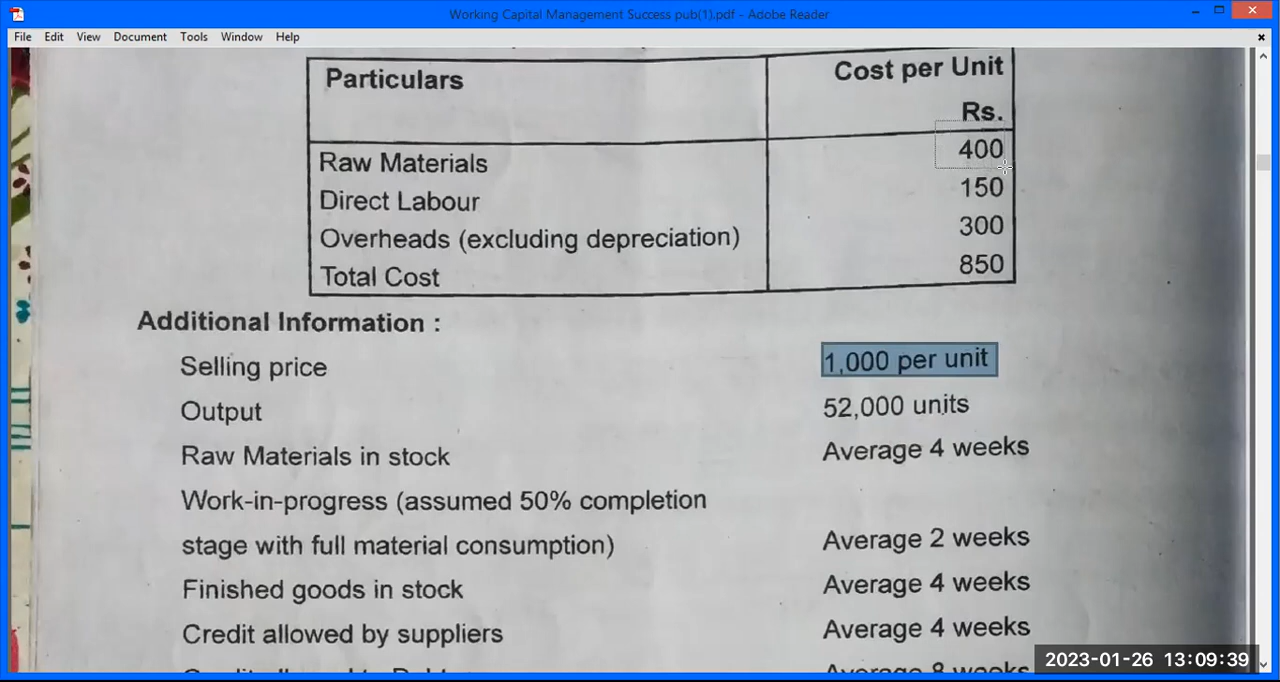 Working Capital Management Success pub(1).pdf - Adobe Reader
File Edit View Document Tools Window Help
Particulars Cost per Unit
Rs.
Raw Materials 400
Direct Labour 150
Overheads (excluding depreciation) 300
Total Cost 850
Additional Information :
Selling price 1,000 per unit
Output 52,000 units
Raw Materials in stock Average 4 weeks
Work-in-progress (assumed 50% completion
stage with full material consumption) Average 2 weeks
Finished goods in stock Average 4 weeks
Credit allowed by suppliers Average 4 weeks
Average 8 weeks
2023-01-26 13:09:39